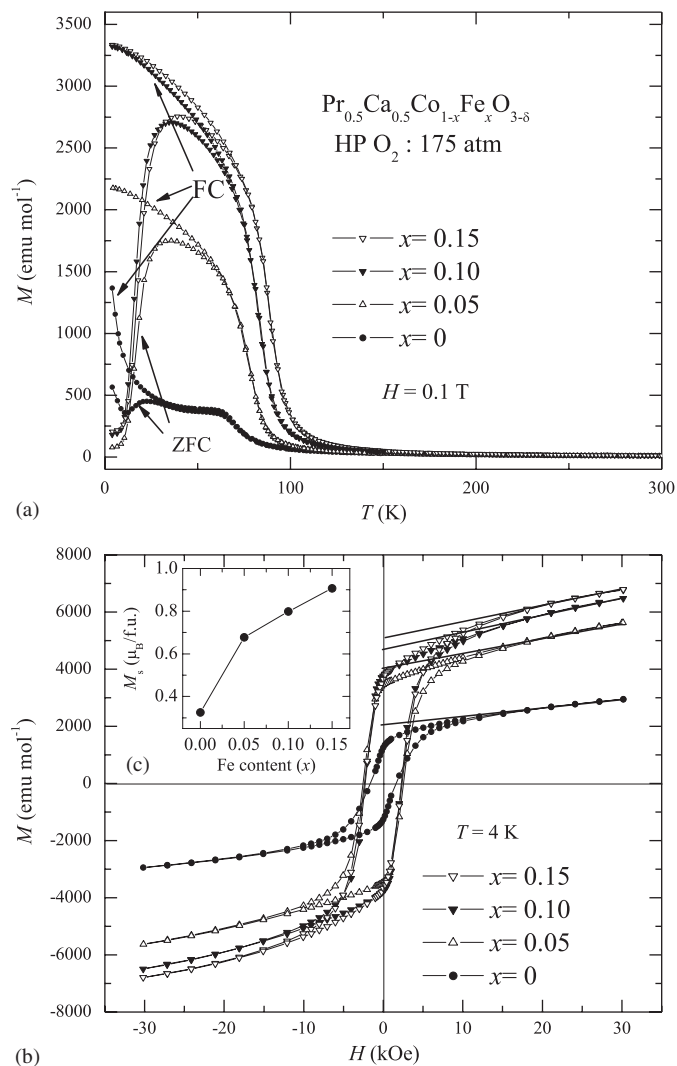 M (emu mol⁻¹)
3500
3000
2500
2000
1500
1000
500
0
Pr₀.₅Ca₀.₅Co₁₋ₓFeₓO₃₋δ
HP O₂ : 175 atm
FC
x= 0.15
x= 0.10
x= 0.05
x= 0
H = 0.1 T
ZFC
0 100 200 300
T (K)
(a)
M (emu mol⁻¹)
8000
6000
4000
2000
0
-2000
-4000
-6000
-8000
Mₛ (μB/f.u.)
1.0
0.8
0.6
0.4
0.00 0.05 0.10 0.15
Fe content (x)
(c)
T = 4 K
x= 0.15
x= 0.10
x= 0.05
x= 0
-30 -20 -10 0 10 20 30
H (kOe)
(b)